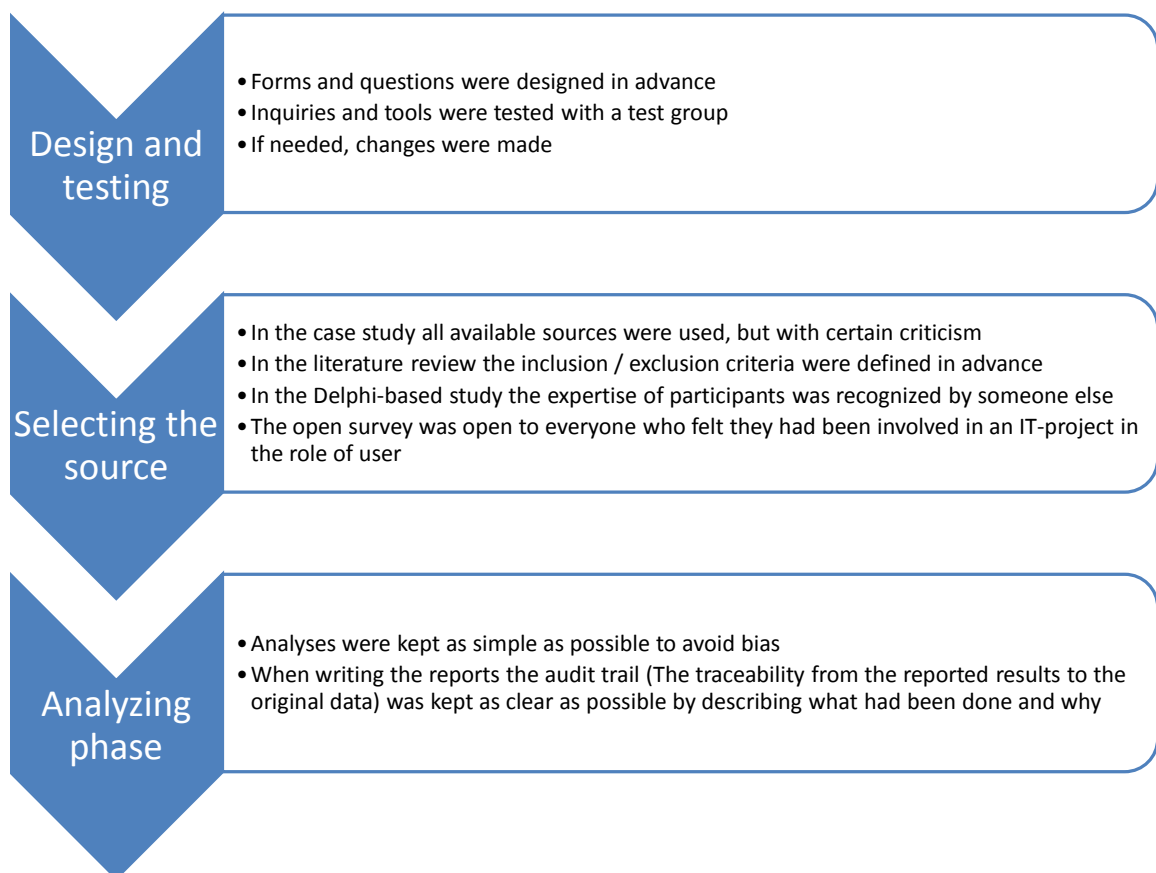 Design and
testing
• Forms and questions were designed in advance
• Inquiries and tools were tested with a test group
• If needed, changes were made
Selecting the
source
• In the case study all available sources were used, but with certain criticism
• In the literature review the inclusion / exclusion criteria were defined in advance
• In the Delphi-based study the expertise of participants was recognized by someone else
• The open survey was open to everyone who felt they had been involved in an IT-project in
the role of user
Analyzing
phase
• Analyses were kept as simple as possible to avoid bias
• When writing the reports the audit trail (The traceability from the reported results to the
original data) was kept as clear as possible by describing what had been done and why